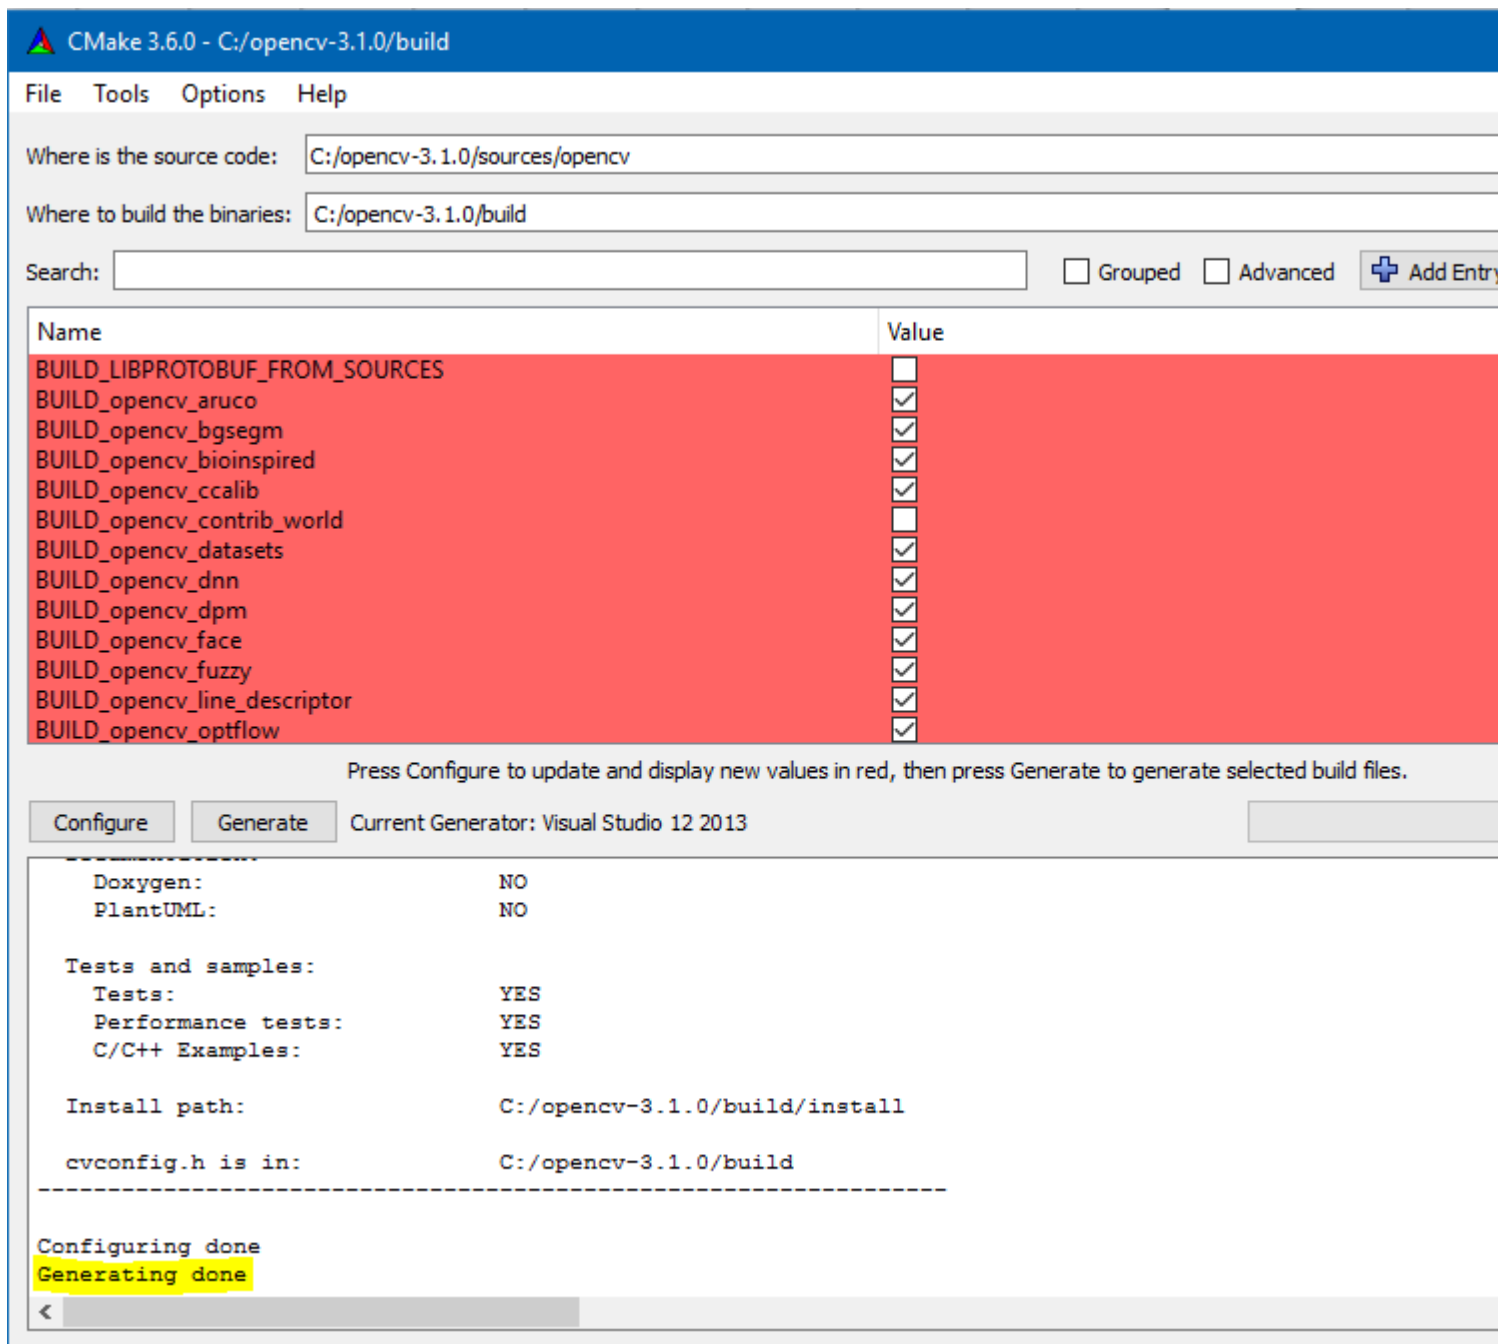 CMake 3.6.0 - C:/opencv-3.1.0/build
File Tools Options Help
Where is the source code: C:/opencv-3.1.0/sources/opencv
Where to build the binaries: C:/opencv-3.1.0/build
Search: Grouped Advanced Add Entry
Name Value
BUILD_LIBPROTOBUF_FROM_SOURCES
BUILD_opencv_aruco
BUILD_opencv_bgsegm
BUILD_opencv_bioinspired
BUILD_opencv_ccalib
BUILD_opencv_contrib_world
BUILD_opencv_datasets
BUILD_opencv_dnn
BUILD_opencv_dpm
BUILD_opencv_face
BUILD_opencv_fuzzy
BUILD_opencv_line_descriptor
BUILD_opencv_optflow
Press Configure to update and display new values in red, then press Generate to generate selected build files.
Configure Generate Current Generator: Visual Studio 12 2013
Doxygen: NO
PlantUML: NO
Tests and samples:
Tests: YES
Performance tests: YES
C/C++ Examples: YES
Install path: C:/opencv-3.1.0/build/install
cvconfig.h is in: C:/opencv-3.1.0/build
-----------------------------------------------------------------
Configuring done
Generating done